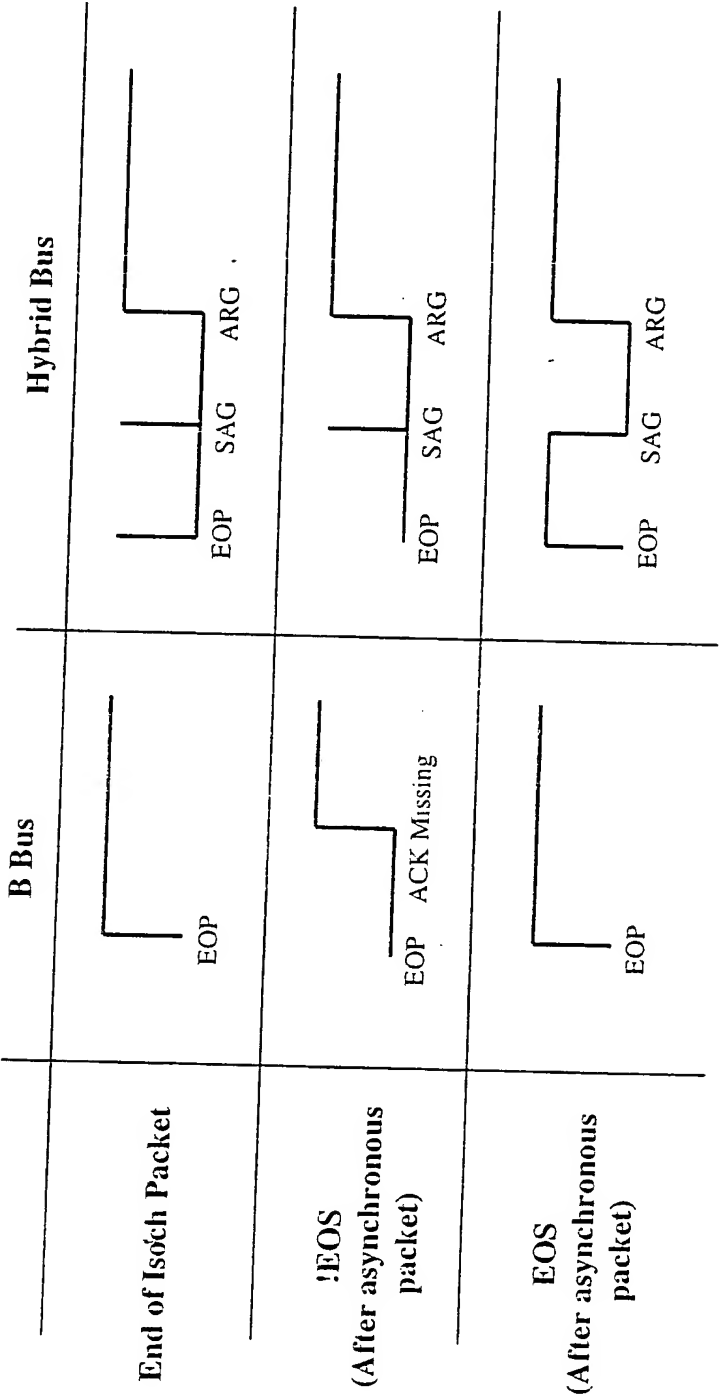 B Bus
Hybrid Bus
End of Isoch Packet
EOP
EOP
SAG
ARG
!EOS
(After asynchronous
packet)
EOP
ACK Missing
EOP
SAG
ARG
EOS
(After asynchronous
packet)
EOP
EOP
SAG
ARG